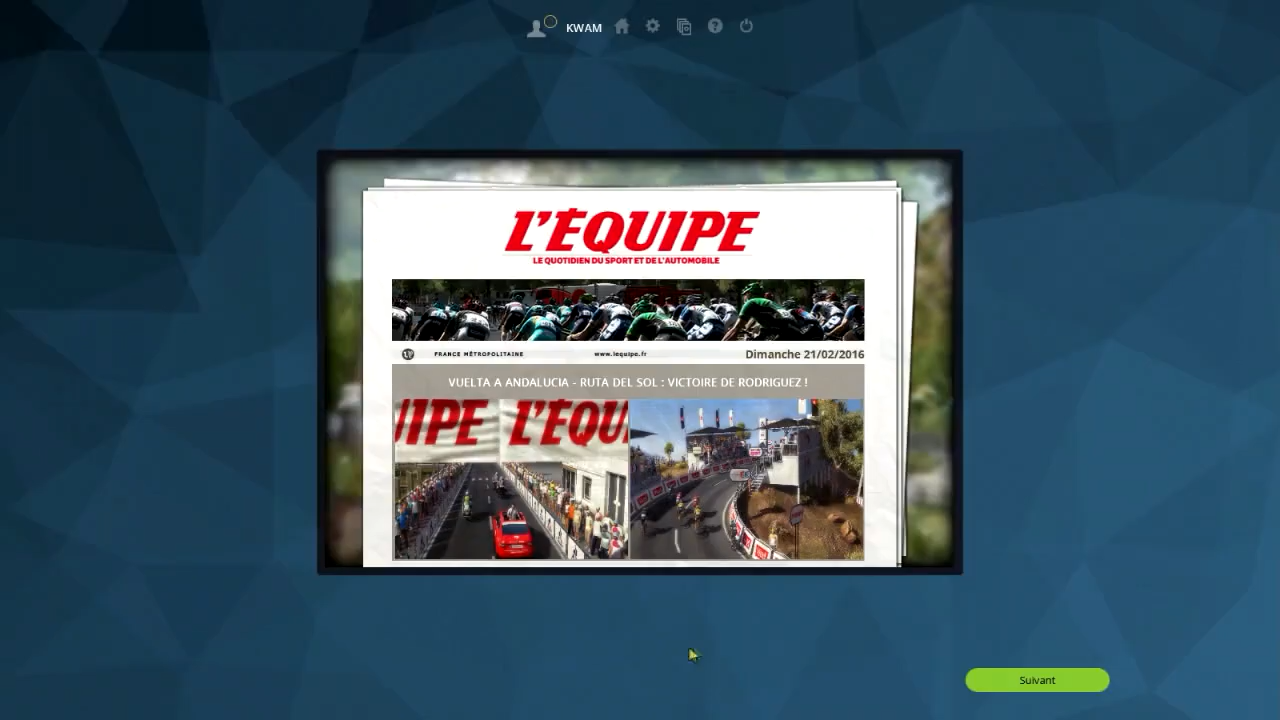 KWAM
L'ÉQUIPE
LE QUOTIDIEN DU SPORT ET DE L'AUTOMOBILE
FRANCE MÉTROPOLITAINE
www.lequipe.fr
Dimanche 21/02/2016
VUELTA A ANDALUCIA - RUTA DEL SOL : VICTOIRE DE RODRIGUEZ !
UIPE L'ÉQU
Suivant